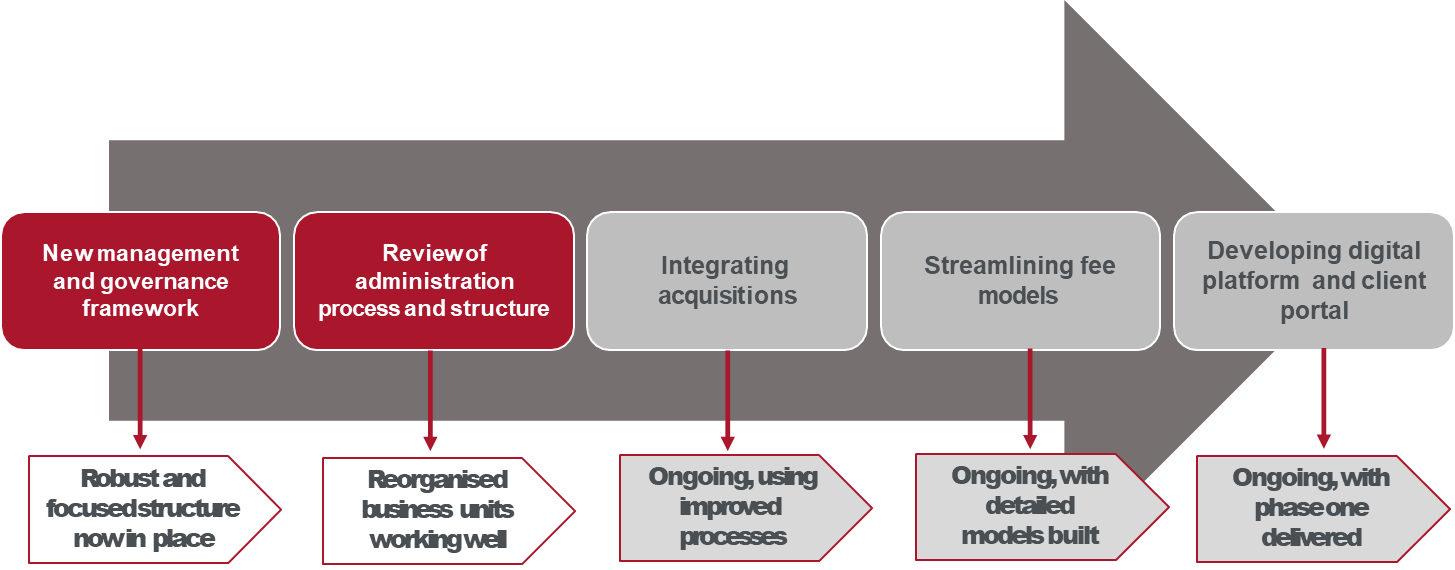 New management
and governance
framework
Review of
administration
process and structure
Integrating
acquisitions
Streamlining fee
models
Developing digital
platform and client
portal
Robust and
focused structure
now in place
Reorganised
business units
working well
Ongoing, using
improved
processes
Ongoing, with
detailed
models built
Ongoing, with
phase one
delivered